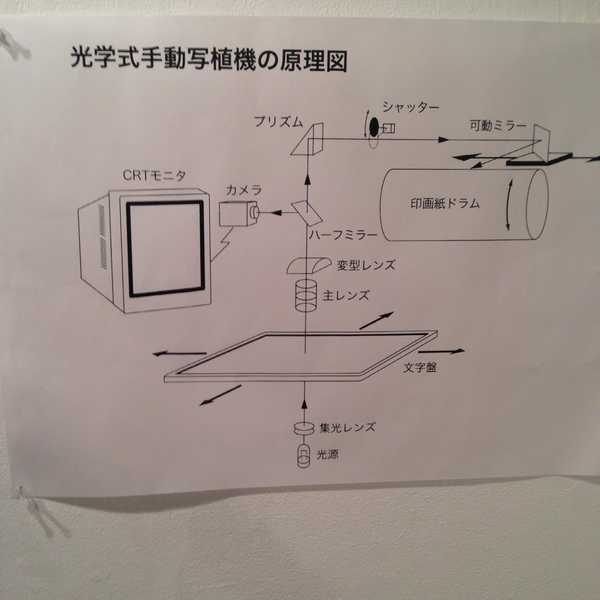 光学式手動写植機の原理図
シャッター
プリズム
可動ミラー
CRTモニタ
カメラ
印画紙ドラム
ハーフミラー
変型レンズ
主レンズ
文字盤
集光レンズ
光源